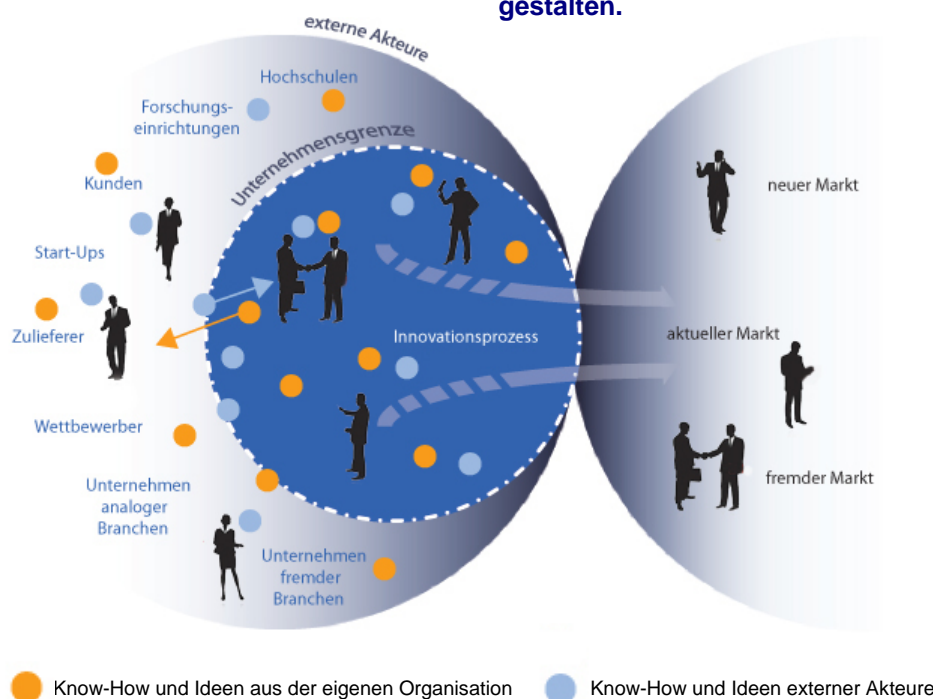 gestalten.
externe Akteure
Hochschulen
Forschungs-
einrichtungen
Unternehmensgrenze
Kunden
neuer Markt
Start-Ups
Zulieferer
Innovationsprozess
aktueller Markt
Wettbewerber
Unternehmen
analoger
Branchen
fremder Markt
Unternehmen
fremder
Branchen
Know-How und Ideen aus der eigenen Organisation
Know-How und Ideen externer Akteure